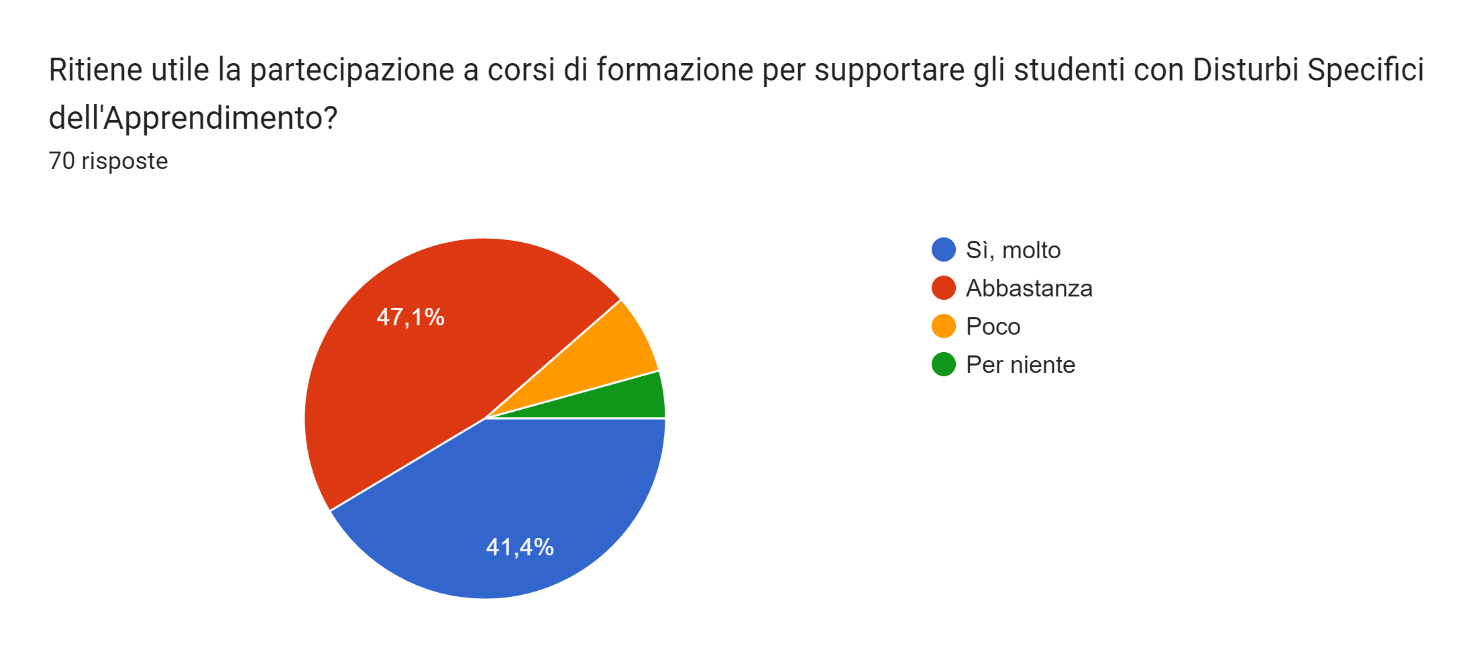 Ritiene utile la partecipazione a corsi di formazione per supportare gli studenti con Disturbi Specifici
dell'Apprendimento?
70 risposte
Sì, molto
Abbastanza
Poco
Per niente
47,1%
41,4%